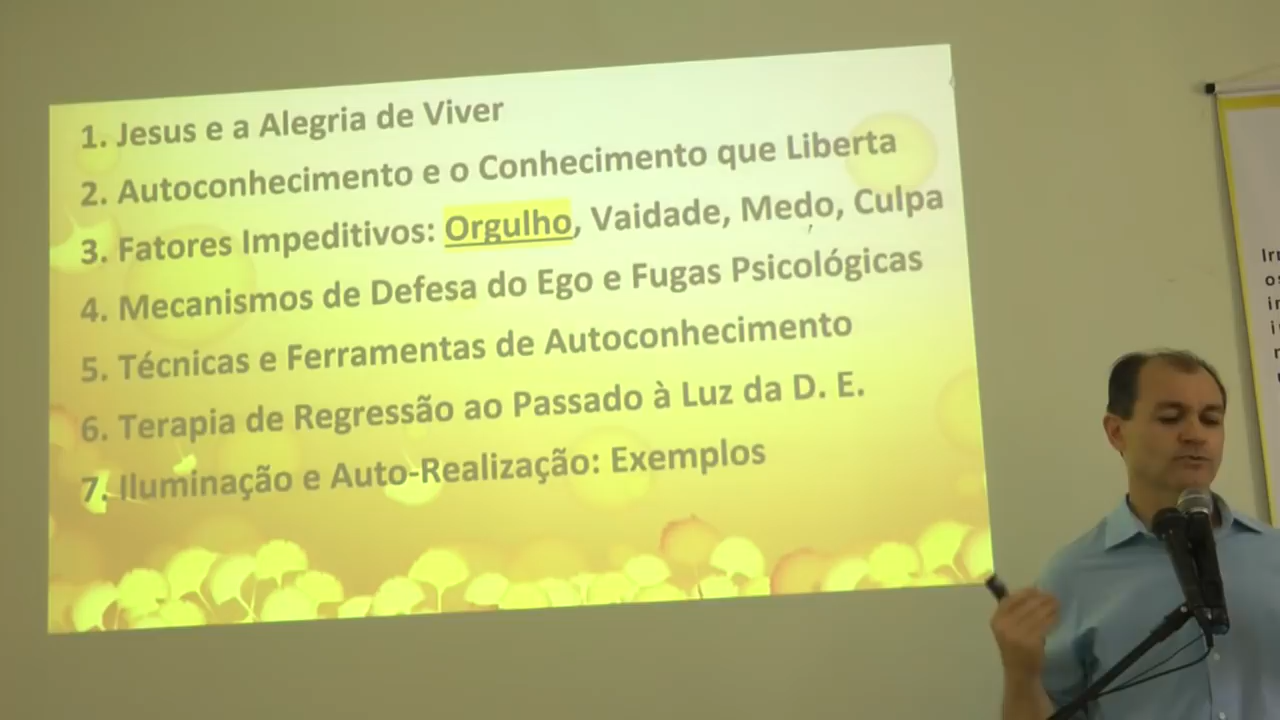 1. Jesus e a Alegria de Viver
2. Autoconhecimento e o Conhecimento que Liberta
3. Fatores Impeditivos: Orgulho, Vaidade, Medo, Culpa
4. Mecanismos de Defesa do Ego e Fugas Psicológicas
5. Técnicas e Ferramentas de Autoconhecimento
6. Terapia de Regressão ao Passado à Luz da D. E.
7. Iluminação e Auto-Realização: Exemplos